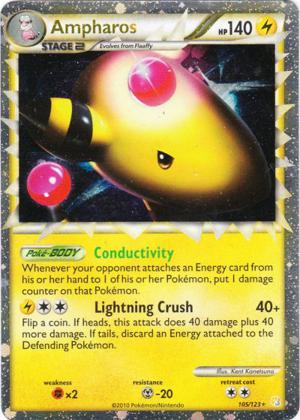 Ampharos
HP 140
STAGE 2 Evolves from Flaaffy
Poké-BODY Conductivity
Whenever your opponent attaches an Energy card from
his or her hand to 1 of his or her Pokémon, put 1 damage
counter on that Pokémon.
Lightning Crush 40+
Flip a coin. If heads, this attack does 40 damage plus 40
more damage. If tails, discard an Energy attached to
the Defending Pokémon.
Illus. Kent Kanetsuna
weakness resistance retreat cost
×2 -20
©2010 Pokémon/Nintendo 105/123★